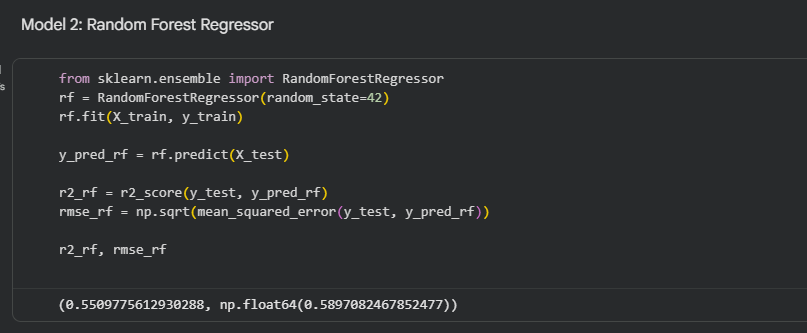 Model 2: Random Forest Regressor
from sklearn.ensemble import RandomForestRegressor
rf = RandomForestRegressor(random_state=42)
rf.fit(X_train, y_train)
y_pred_rf = rf.predict(X_test)
r2_rf = r2_score(y_test, y_pred_rf)
rmse_rf = np.sqrt(mean_squared_error(y_test, y_pred_rf))
r2_rf, rmse_rf
(0.5509775612930288, np.float64(0.5897082467852477))